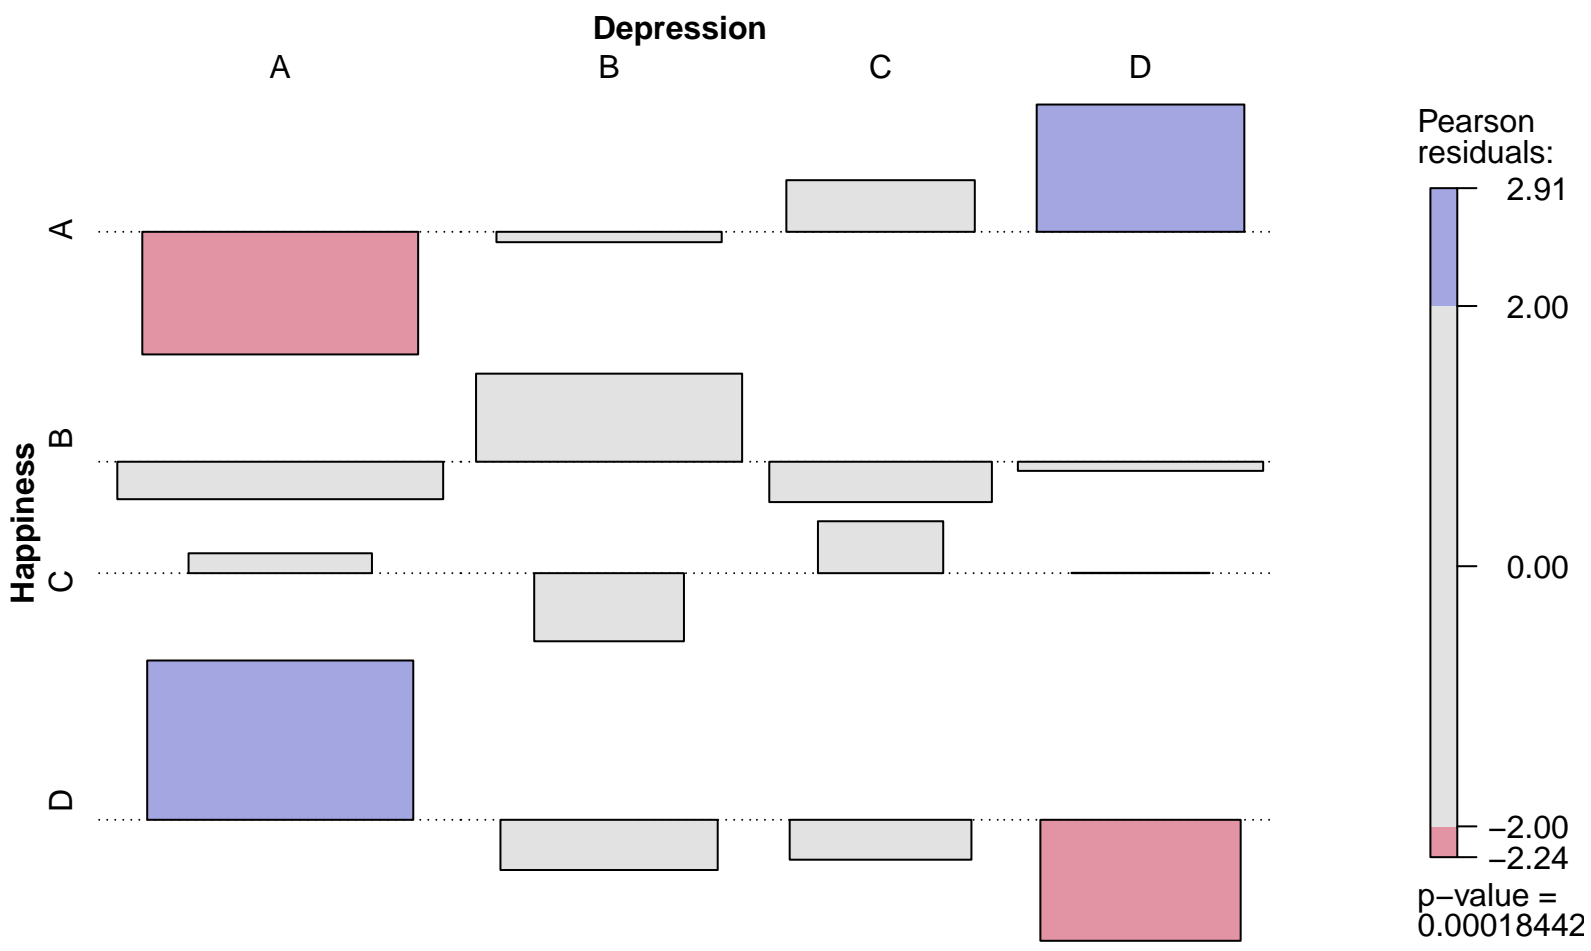 Depression
A B C D
Happiness
A
B
C
D
Pearson
residuals:
2.91
2.00
0.00
−2.00
−2.24
p−value =
0.00018442